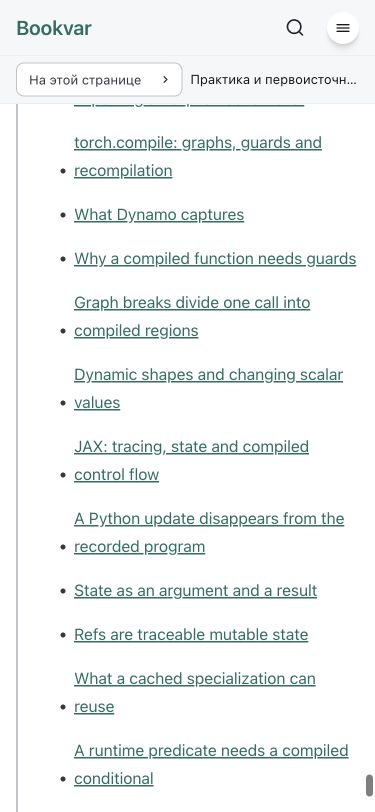 Bookvar
На этой странице
Практика и первоисточн...
torch.compile: graphs, guards and
recompilation
What Dynamo captures
Why a compiled function needs guards
Graph breaks divide one call into
compiled regions
Dynamic shapes and changing scalar
values
JAX: tracing, state and compiled
control flow
A Python update disappears from the
recorded program
State as an argument and a result
Refs are traceable mutable state
What a cached specialization can
reuse
A runtime predicate needs a compiled
conditional